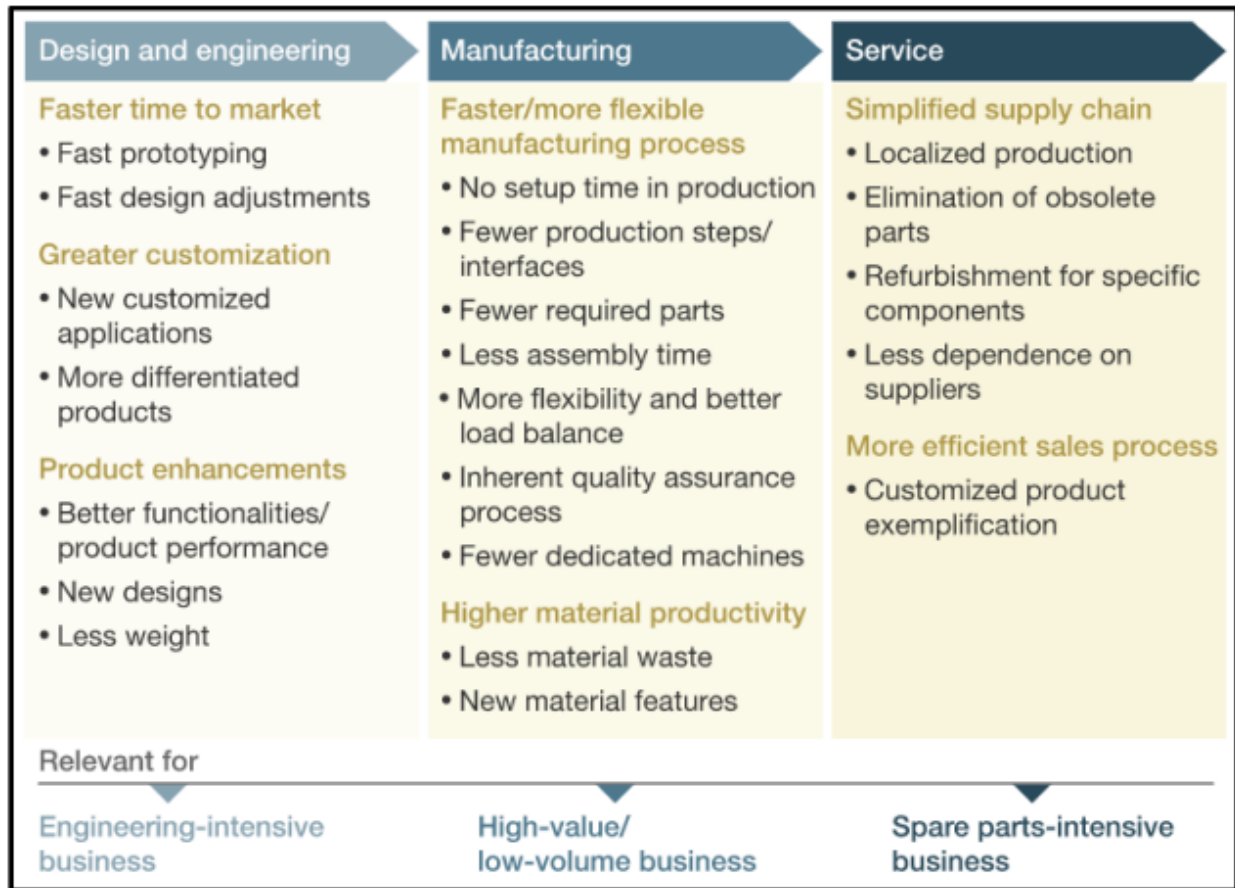 Design and engineering
Faster time to market
• Fast prototyping
• Fast design adjustments
Greater customization
• New customized
applications
• More differentiated
products
Product enhancements
• Better functionalities/
product performance
• New designs
• Less weight
Manufacturing
Faster/more flexible
manufacturing process
• No setup time in production
• Fewer production steps/
interfaces
• Fewer required parts
• Less assembly time
• More flexibility and better
load balance
• Inherent quality assurance
process
• Fewer dedicated machines
Higher material productivity
• Less material waste
• New material features
Service
Simplified supply chain
• Localized production
• Elimination of obsolete
parts
• Refurbishment for specific
components
• Less dependence on
suppliers
More efficient sales process
• Customized product
exemplification
Relevant for
Engineering-intensive
business
High-value/
low-volume business
Spare parts-intensive
business